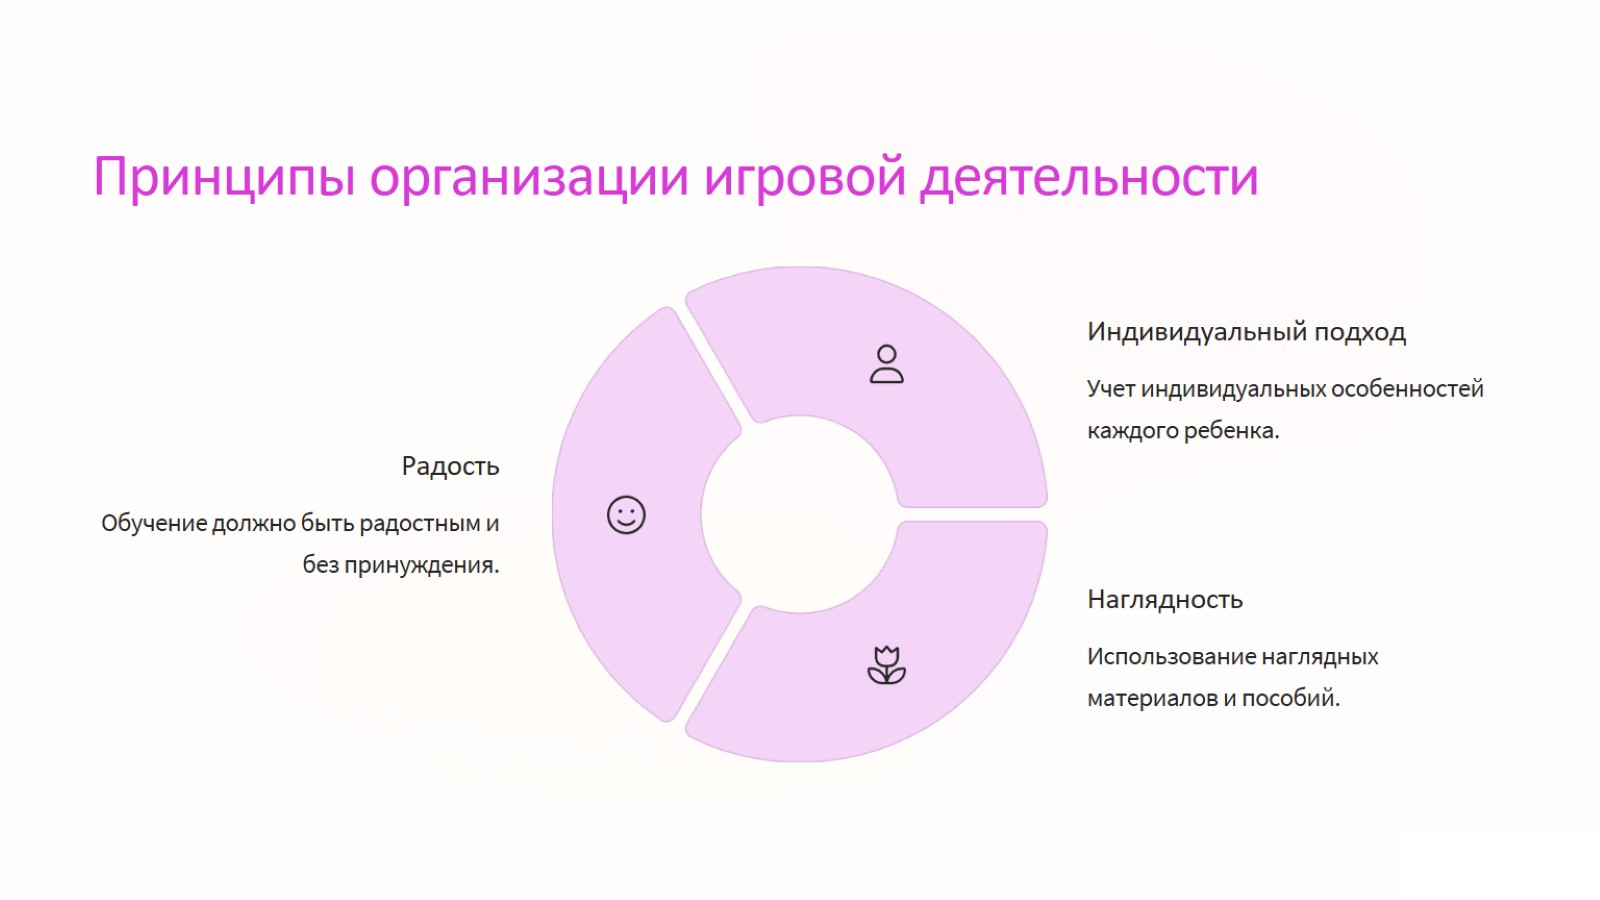 Принципы организации игровой деятельности
Индивидуальный подход
Учет индивидуальных особенностей
каждого ребенка.
Радость
Обучение должно быть радостным и
без принуждения.
Наглядность
Использование наглядных
материалов и пособий.